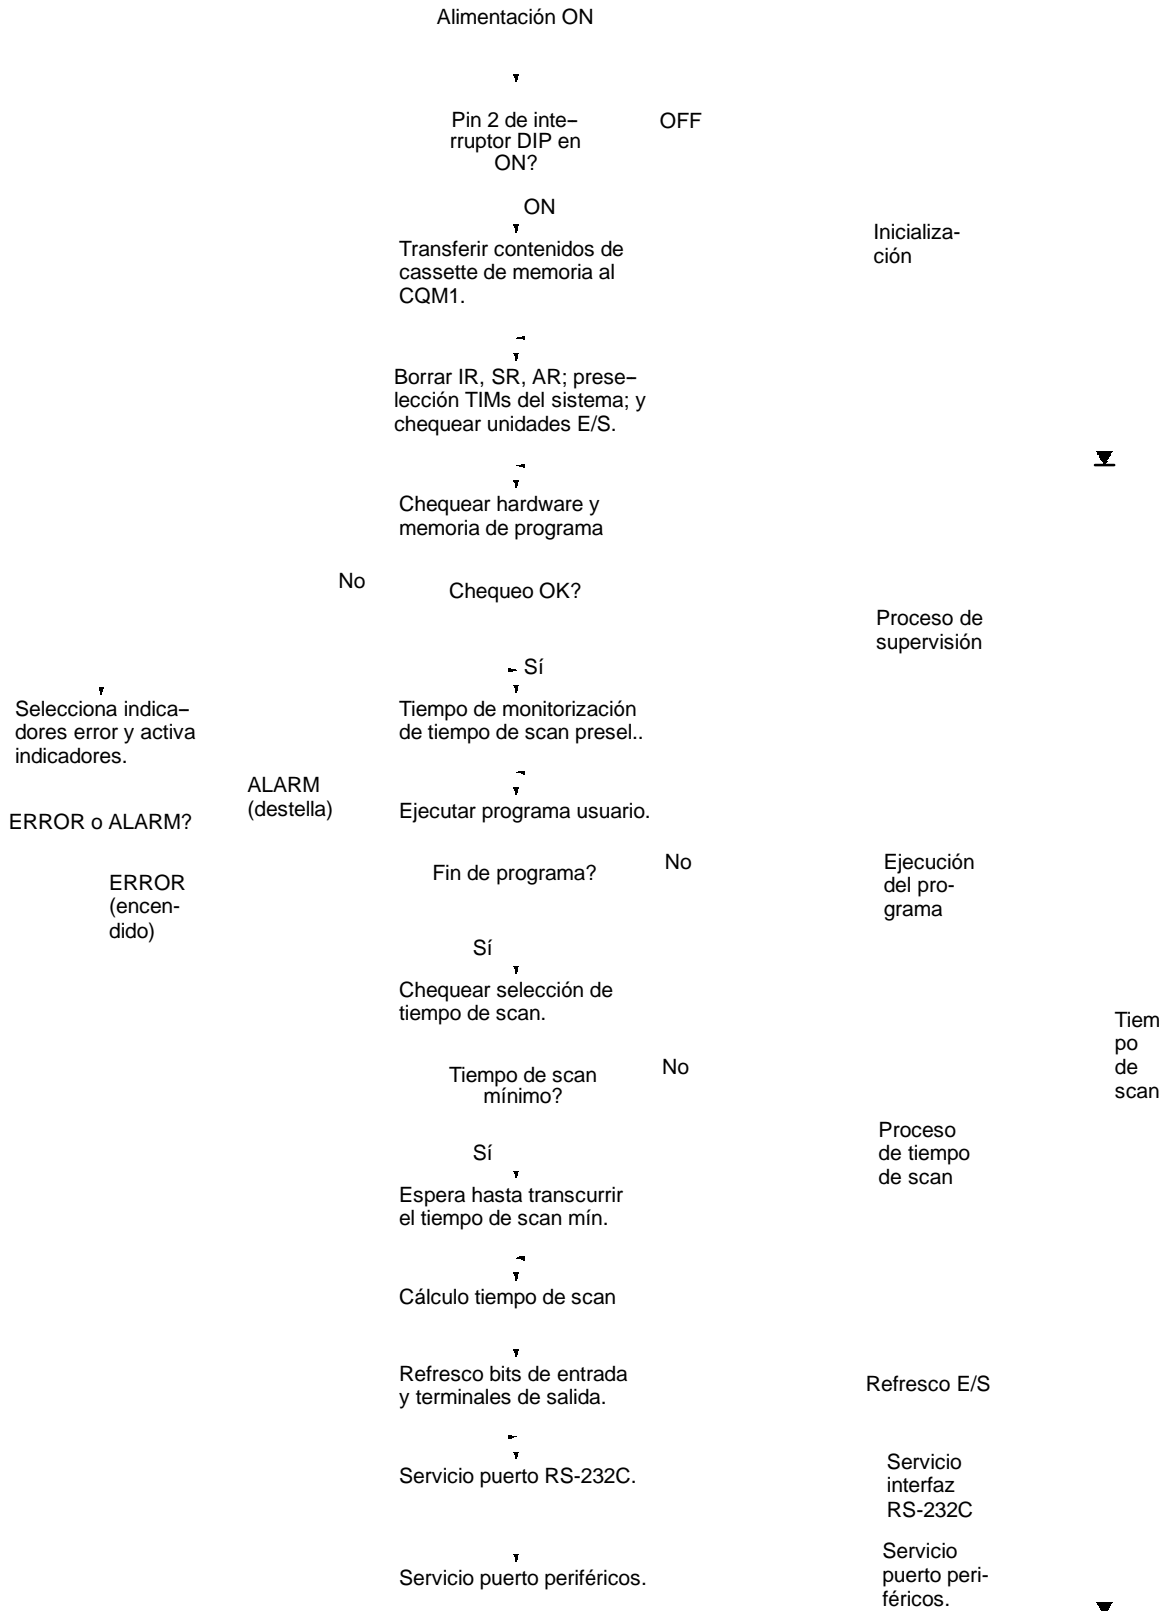 Alimentación ON
Pin 2 de inte–
rruptor DIP en
ON?
OFF
ON
Transferir contenidos de
cassette de memoria al
CQM1.
Inicializa-
ción
Borrar IR, SR, AR; prese–
lección TIMs del sistema; y
chequear unidades E/S.
Chequear hardware y
memoria de programa
No
Chequeo OK?
Proceso de
supervisión
Sí
Selecciona indica–
dores error y activa
indicadores.
Tiempo de monitorización
de tiempo de scan presel..
ALARM
(destella)
ERROR o ALARM?
Ejecutar programa usuario.
ERROR
(encen-
dido)
Fin de programa?
No
Ejecución
del pro-
grama
Sí
Chequear selección de
tiempo de scan.
Tiem
po
de
scan
Tiempo de scan
mínimo?
No
Proceso
de tiempo
de scan
Sí
Espera hasta transcurrir
el tiempo de scan mín.
Cálculo tiempo de scan
Refresco bits de entrada
y terminales de salida.
Refresco E/S
Servicio puerto RS-232C.
Servicio
interfaz
RS-232C
Servicio puerto periféricos.
Servicio
puerto peri-
féricos.